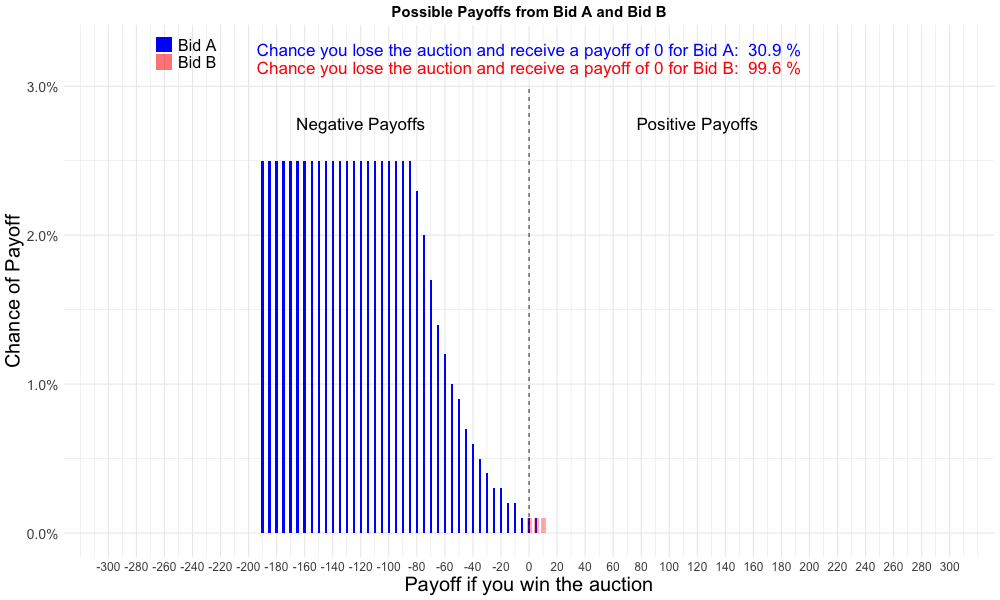 Possible Payoffs from Bid A and Bid B
Bid A
Bid B
Chance you lose the auction and receive a payoff of 0 for Bid A:  30.9 %
Chance you lose the auction and receive a payoff of 0 for Bid B:  99.6 %
Negative Payoffs
Positive Payoffs
Chance of Payoff
3.0%
2.0%
1.0%
0.0%
-300 -280 -260 -240 -220 -200 -180 -160 -140 -120 -100 -80 -60 -40 -20 0 20 40 60 80 100 120 140 160 180 200 220 240 260 280 300
Payoff if you win the auction